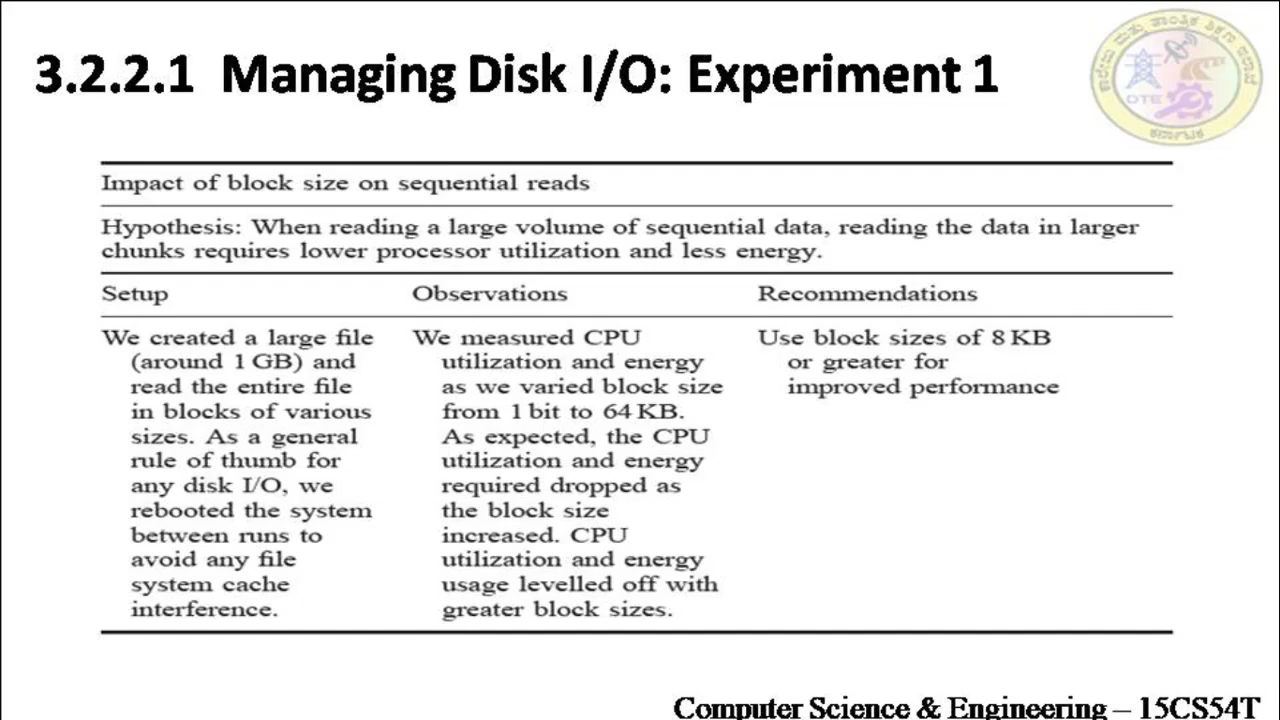 3.2.2.1 Managing Disk I/O: Experiment 1
DTE
Impact of block size on sequential reads
Hypothesis: When reading a large volume of sequential data, reading the data in larger
chunks requires lower processor utilization and less energy.
Setup
Observations
Recommendations
We created a large file
(around 1 GB) and
read the entire file
in blocks of various
sizes. As a general
rule of thumb for
any disk I/O, we
rebooted the system
between runs to
avoid any file
system cache
interference.
We measured CPU
utilization and energy
as we varied block size
from 1 bit to 64 KB.
As expected, the CPU
utilization and energy
required dropped as
the block size
increased. CPU
utilization and energy
usage levelled off with
greater block sizes.
Use block sizes of 8 KB
or greater for
improved performance
Computer Science & Engineering – 15CS54T